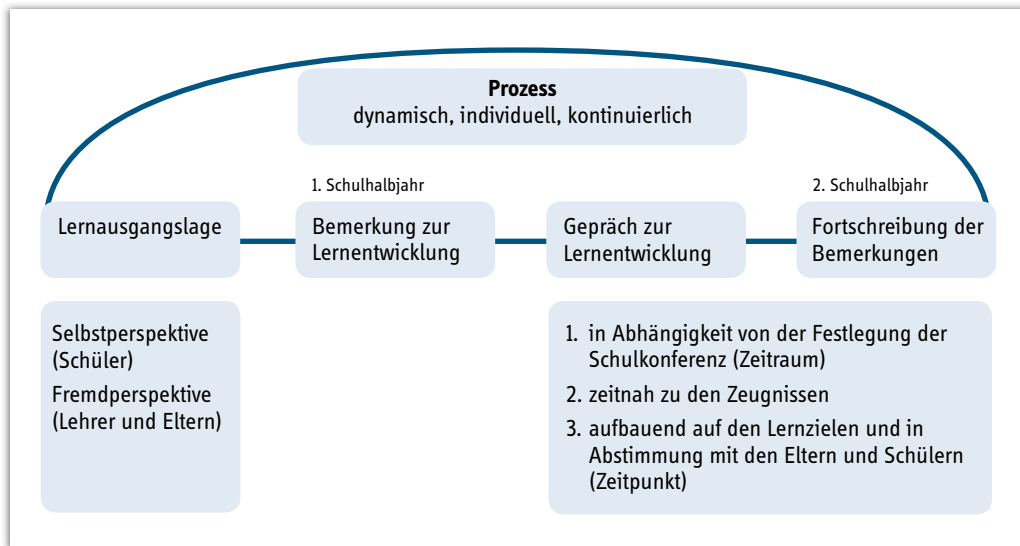 Prozess
dynamisch, individuell, kontinuierlich
1. Schulhalbjahr
2. Schulhalbjahr
Lernausgangslage
Bemerkung zur
Lernentwicklung
Gepräch zur
Lernentwicklung
Fortschreibung der
Bemerkungen
Selbstperspektive
(Schüler)
Fremdperspektive
(Lehrer und Eltern)
1. in Abhängigkeit von der Festlegung der
Schulkonferenz (Zeitraum)
2. zeitnah zu den Zeugnissen
3. aufbauend auf den Lernzielen und in
Abstimmung mit den Eltern und Schülern
(Zeitpunkt)